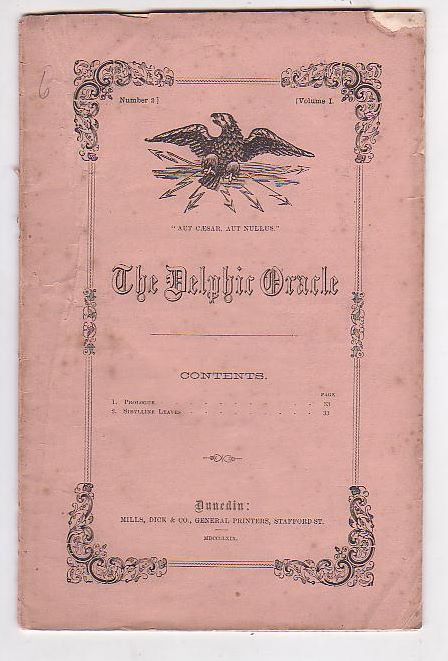 6
Number 2]
[Volume I.
"AUT CÆSAR, AUT NULLUS."
The Delphic Oracle
CONTENTS.
PAGE
1. Prologue - - - - - - - - - 33
2. Sibylline Leaves - - - - - - - 33
Dunedin:
MILLS, DICK & CO., GENERAL PRINTERS, STAFFORD ST.
MDCCCLXIX.